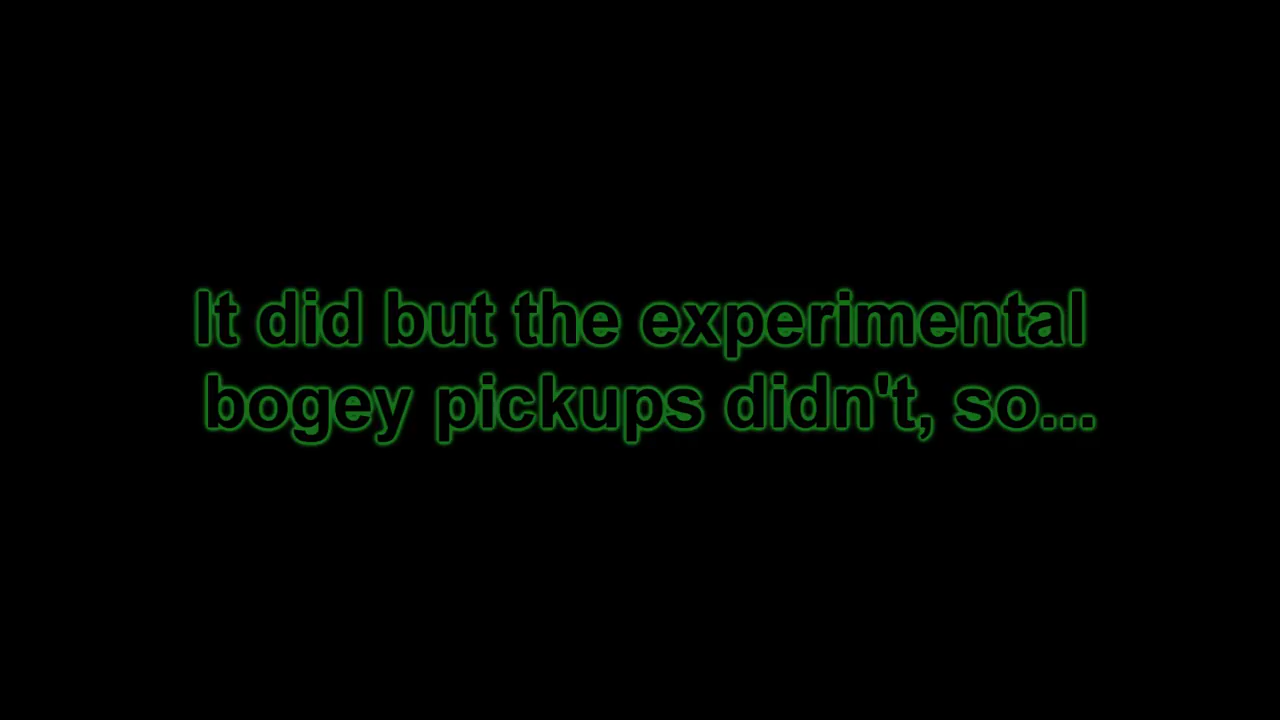 It did but the experimental
bogey pickups didn't, so...